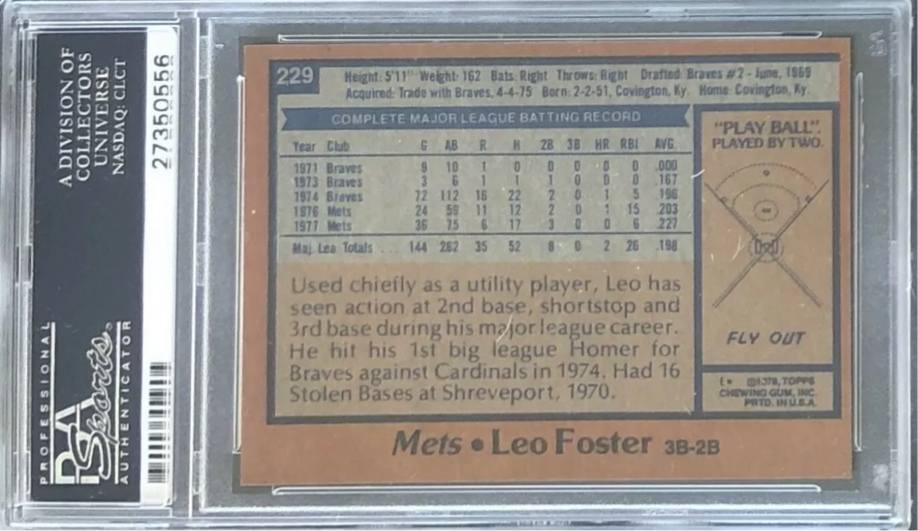 A DIVISION OF
COLLECTORS
UNIVERSE
NASDAQ: CLCT
27350556
PROFESSIONAL
PSA
Sports
AUTHENTICATOR
229
Height: 5'11" Weight: 162 Bats: Right Throws: Right Drafted: Braves #2 - June, 1969
Acquired: Trade with Braves, 4-4-75 Born: 2-2-51, Covington, Ky. Home: Covington, Ky.
COMPLETE MAJOR LEAGUE BATTING RECORD
Year Club G AB R H 2B 3B HR RBI AVG.
1971 Braves 9 10 1 0 0 0 0 0 .000
1973 Braves 3 6 1 1 1 0 0 0 .167
1974 Braves 72 112 16 22 2 0 1 5 .196
1976 Mets 24 59 11 12 2 0 1 15 .203
1977 Mets 36 75 6 17 3 0 0 6 .227
Maj. Lea. Totals .... 144 262 35 52 8 0 2 26 .198
Used chiefly as a utility player, Leo has
seen action at 2nd base, shortstop and
3rd base during his major league career.
He hit his 1st big league Homer for
Braves against Cardinals in 1974. Had 16
Stolen Bases at Shreveport, 1970.
"PLAY BALL".
PLAYED BY TWO.
FLY OUT
©1978, TOPPS
CHEWING GUM, INC.
PRTD. IN U.S.A.
Mets • Leo Foster 3B-2B